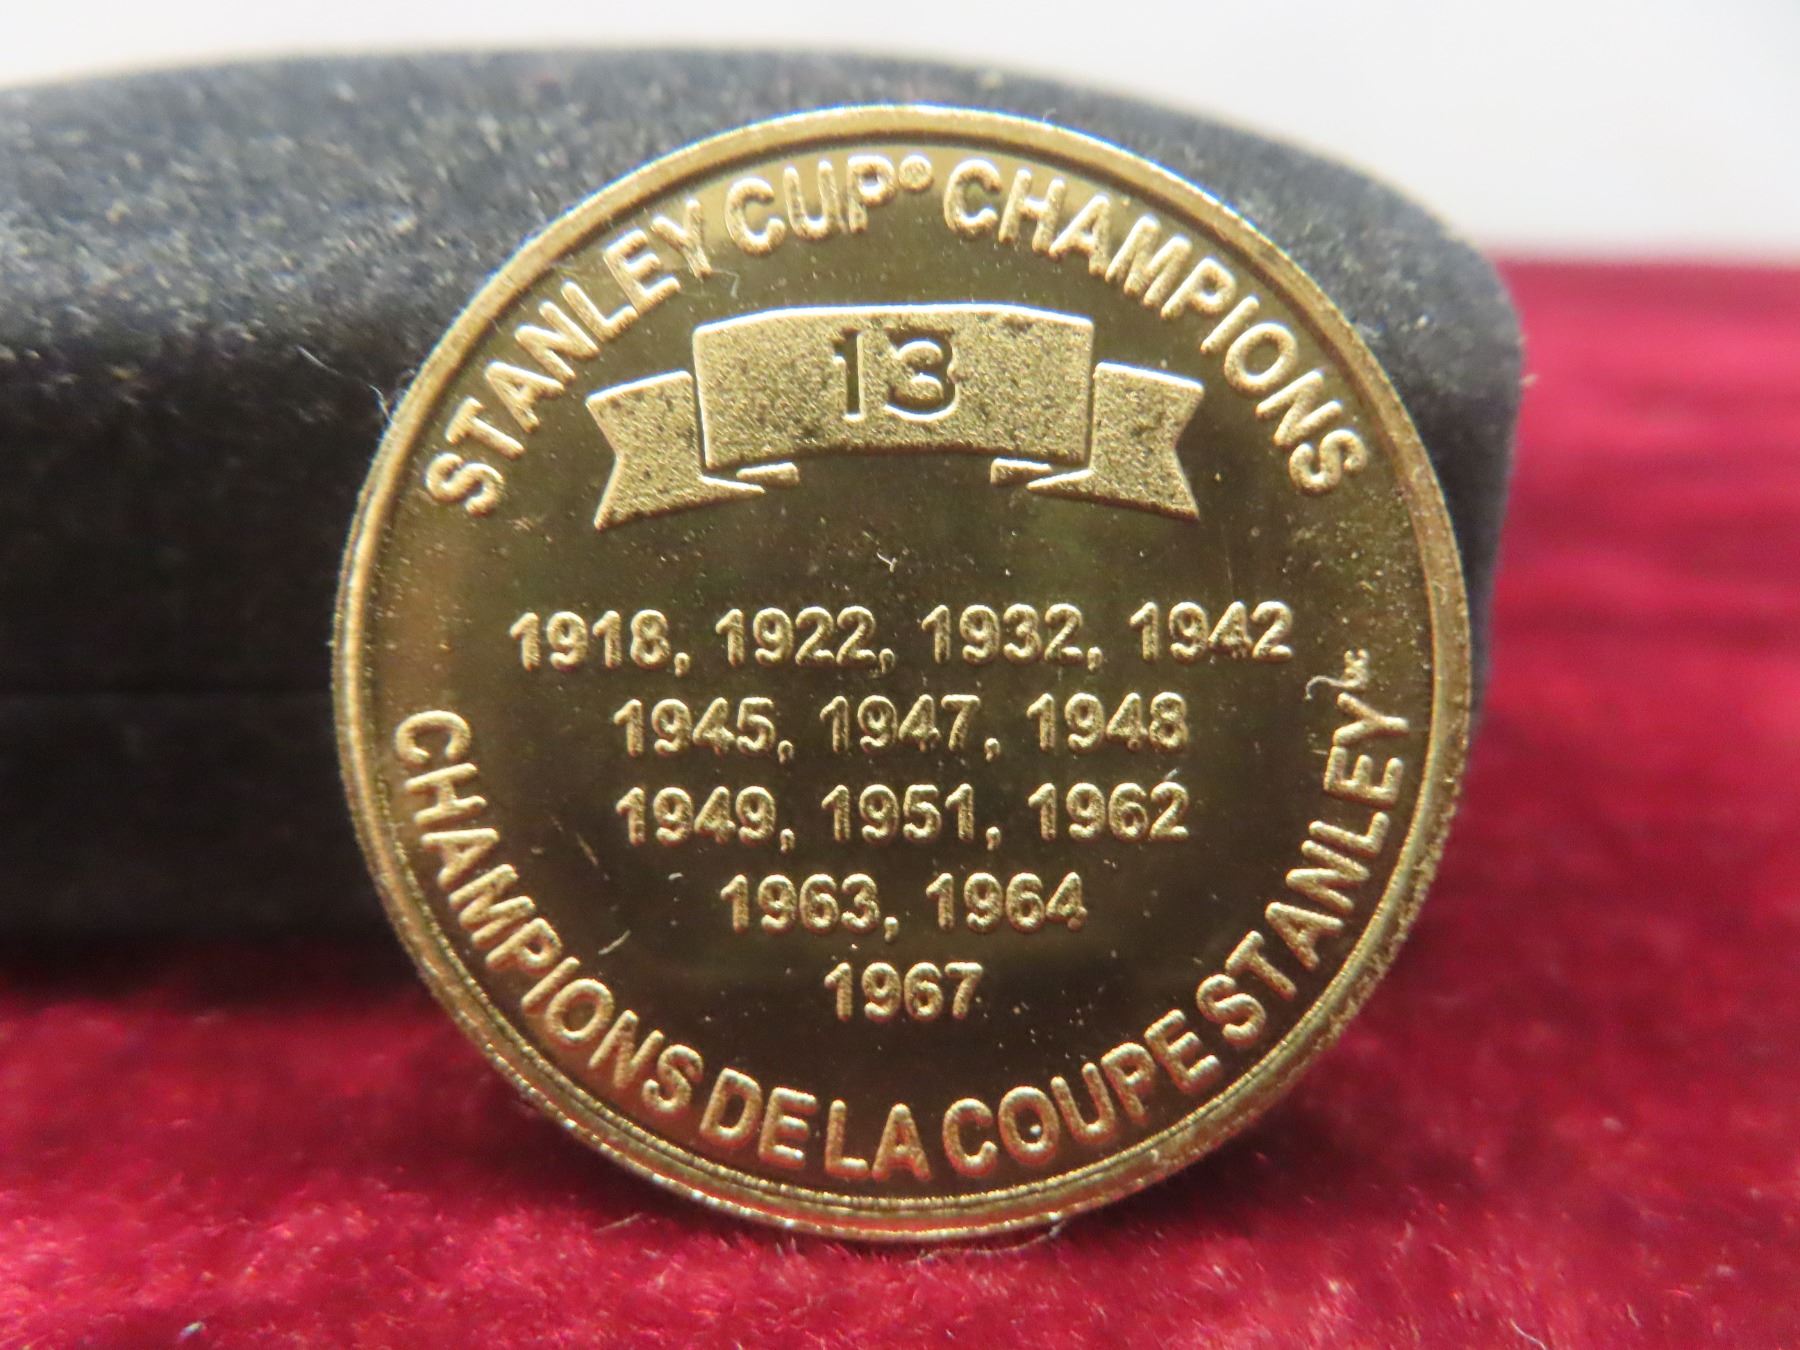 STANLEY CUP® CHAMPIONS
13
1918, 1922, 1932, 1942
1945, 1947, 1948
1949, 1951, 1962
1963, 1964
1967
CHAMPIONS DE LA COUPE STANLEY MC